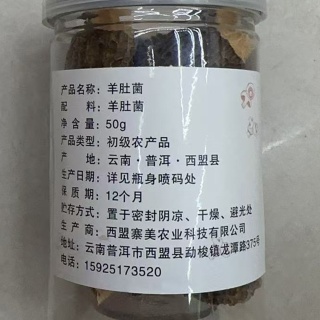 产品名称：羊肚菌
配　　料：羊肚菌
净 含 量：50g
产品类型：初级农产品
产　　地：云南·普洱·西盟县
生产日期：详见瓶身喷码处
保 质 期：12个月
贮存方式：置于密封阴凉、干燥、避光处
生 产 商：西盟寨美农业科技有限公司
地址：云南普洱市西盟县勐梭镇龙潭路375号
电话：15925173520